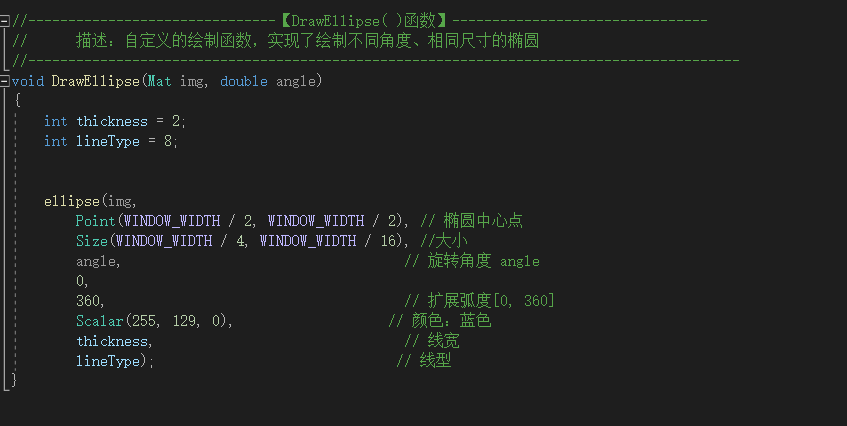 //-------------------------------【DrawEllipse( )函数】--------------------------------
//      描述：自定义的绘制函数，实现了绘制不同角度、相同尺寸的椭圆
//-----------------------------------------------------------------------------------------
void DrawEllipse(Mat img, double angle)
{
    int thickness = 2;
    int lineType = 8;
    ellipse(img,
        Point(WINDOW_WIDTH / 2, WINDOW_WIDTH / 2), // 椭圆中心点
        Size(WINDOW_WIDTH / 4, WINDOW_WIDTH / 16), //大小
        angle,                                   // 旋转角度 angle
        0,
        360,                                     // 扩展弧度[0, 360]
        Scalar(255, 129, 0),                   // 颜色：蓝色
        thickness,                               // 线宽
        lineType);                              // 线型
}